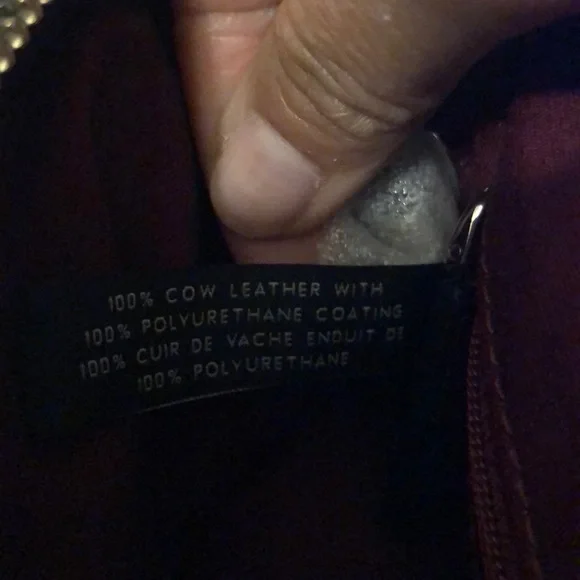 100% COW LEATHER WITH
100% POLYURETHANE COATING
100% CUIR DE VACHE ENDUIT DE
100% POLYURETHANE